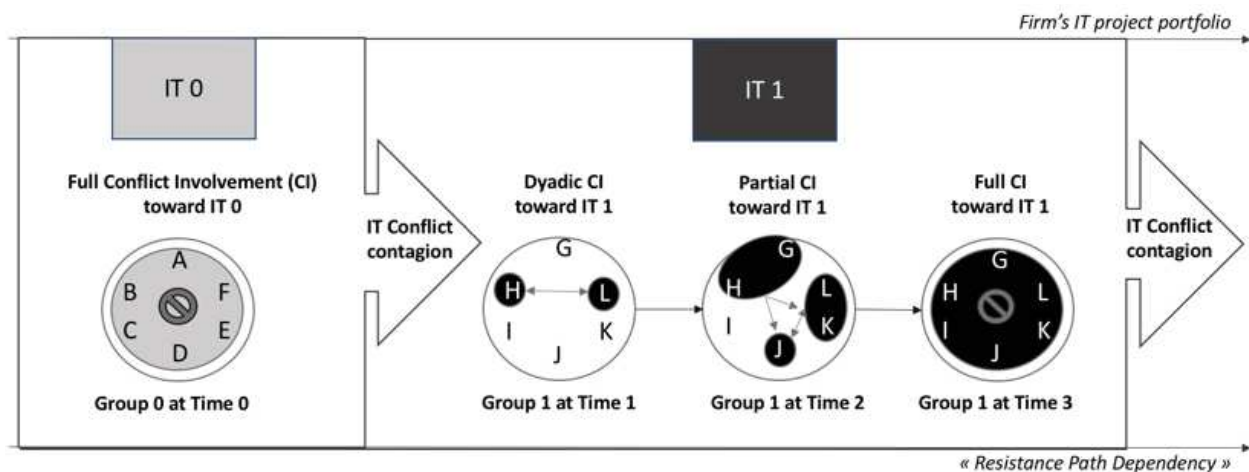 Firm's IT project portfolio
IT 0
IT 1
Full Conflict Involvement (CI)
toward IT 0
A
B
F
C
E
D
Group 0 at Time 0
IT Conflict
contagion
Dyadic CI
toward IT 1
G
H
L
I
K
J
Group 1 at Time 1
Partial CI
toward IT 1
G
H
L
I
K
J
Group 1 at Time 2
Full CI
toward IT 1
G
H
L
I
K
J
Group 1 at Time 3
IT Conflict
contagion
« Resistance Path Dependency »